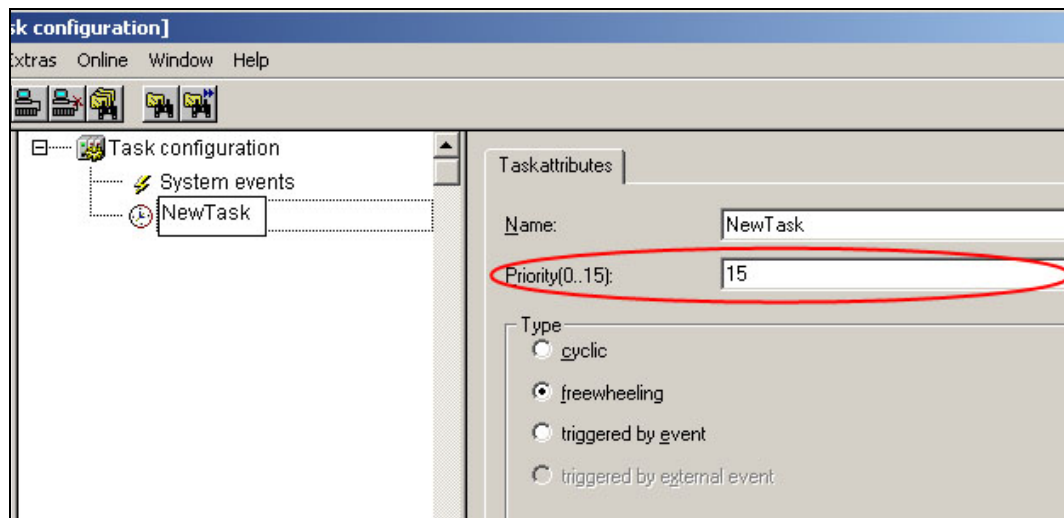 sk configuration]
Extras Online Window Help
Task configuration
System events
NewTask
Taskattributes
Name: NewTask
Priority(0..15): 15
Type
cyclic
freewheeling
triggered by event
triggered by external event